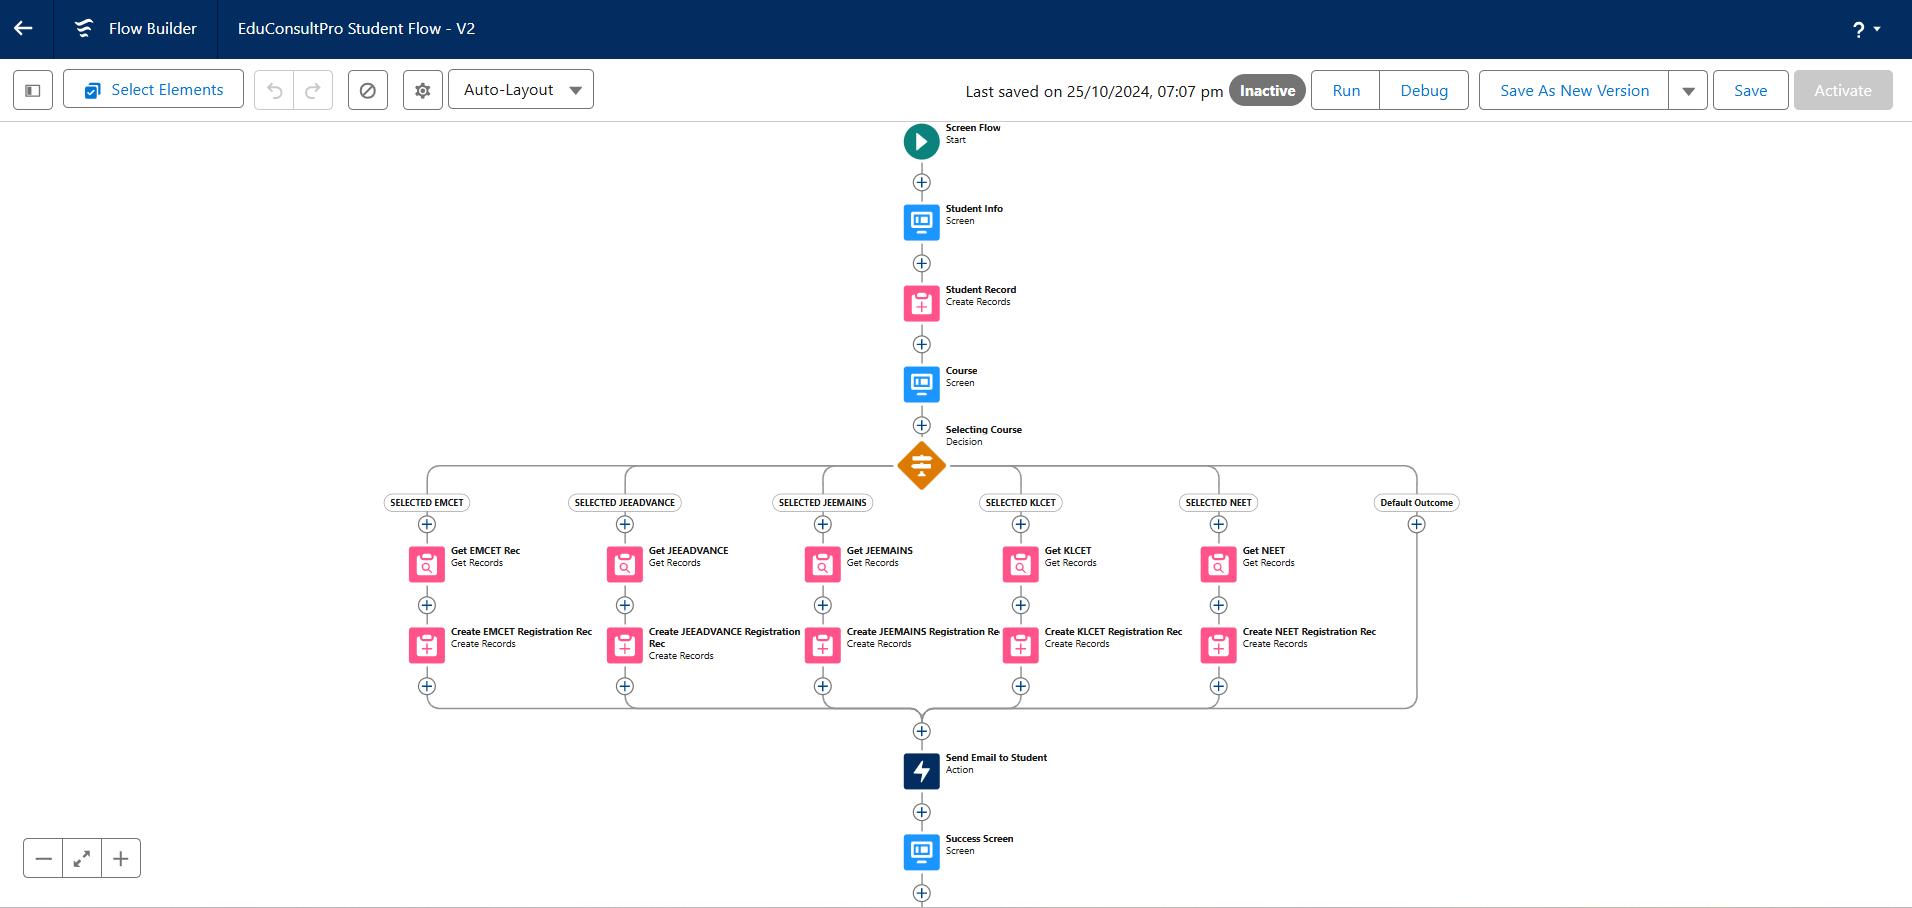 Flow Builder
EduConsultPro Student Flow - V2
?
Select Elements
Auto-Layout
Last saved on 25/10/2024, 07:07 pm
Inactive
Run
Debug
Save As New Version
Save
Activate
Screen Flow
Start
Student Info
Screen
Student Record
Create Records
Course
Screen
Selecting Course
Decision
SELECTED EMCET
SELECTED JEEADVANCE
SELECTED JEEMAINS
SELECTED KLCET
SELECTED NEET
Default Outcome
Get EMCET Rec
Get Records
Get JEEADVANCE
Get Records
Get JEEMAINS
Get Records
Get KLCET
Get Records
Get NEET
Get Records
Create EMCET Registration Rec
Create Records
Create JEEADVANCE Registration
Rec
Create Records
Create JEEMAINS Registration Re
Create Records
Create KLCET Registration Rec
Create Records
Create NEET Registration Rec
Create Records
Send Email to Student
Action
Success Screen
Screen